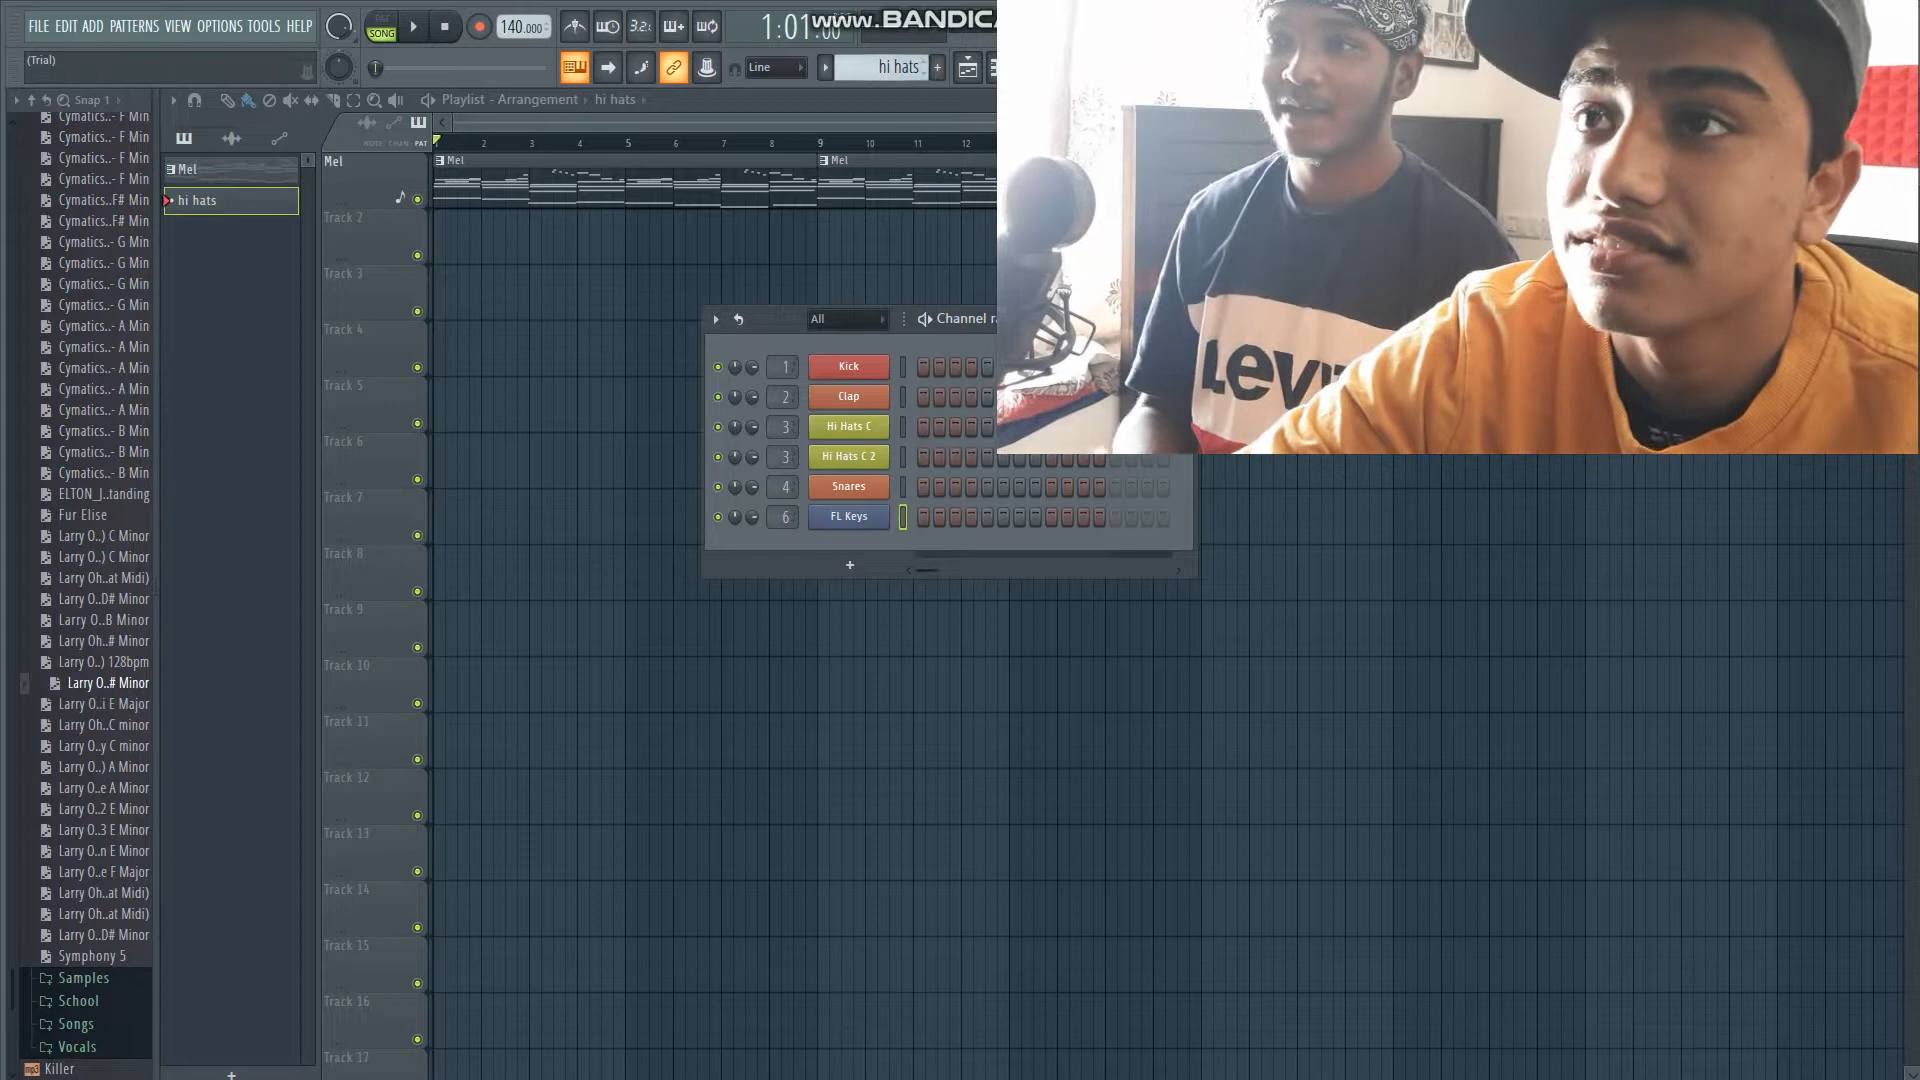 FILE EDIT ADD PATTERNS VIEW OPTIONS TOOLS HELP
PAT
SONG
140.000
3.2.
1:01:00
www.BANDICA
(Trial)
Line
hi hats
Snap 1
Playlist - Arrangement › hi hats ›
NOTE CHAN PAT
1 2 3 4 5 6 7 8 9 10 11 12
Cymatics..- F Min
Cymatics..- F Min
Cymatics..- F Min
Cymatics..- F Min
Cymatics..F# Min
Cymatics..F# Min
Cymatics..- G Min
Cymatics..- G Min
Cymatics..- G Min
Cymatics..- G Min
Cymatics..- A Min
Cymatics..- A Min
Cymatics..- A Min
Cymatics..- A Min
Cymatics..- A Min
Cymatics..- B Min
Cymatics..- B Min
Cymatics..- B Min
ELTON_J..tanding
Fur Elise
Larry O..) C Minor
Larry O..) C Minor
Larry Oh..at Midi)
Larry O..D# Minor
Larry O..B Minor
Larry Oh..# Minor
Larry O..) 128bpm
Larry O..# Minor
Larry O..i E Major
Larry Oh..C minor
Larry O..y C minor
Larry O..) A Minor
Larry O..e A Minor
Larry O..2 E Minor
Larry O..3 E Minor
Larry O..n E Minor
Larry O..e F Major
Larry Oh..at Midi)
Larry Oh..at Midi)
Larry O..D# Minor
Symphony 5
Samples
School
Songs
Vocals
mp3 Killer
Mel
hi hats
Mel
Mel
Mel
Track 2
Track 3
Track 4
Track 5
Track 6
Track 7
Track 8
Track 9
Track 10
Track 11
Track 12
Track 13
Track 14
Track 15
Track 16
Track 17
All
Channel ra
1 Kick
2 Clap
3 Hi Hats C
3 Hi Hats C 2
4 Snares
6 FL Keys
+
Levi